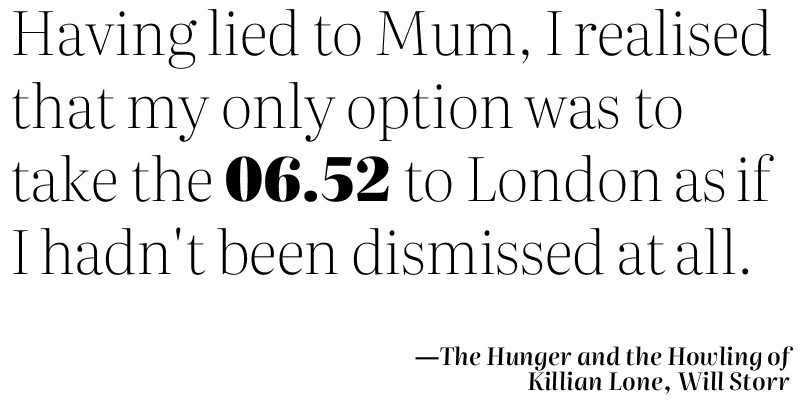 Having lied to Mum, I realised
that my only option was to
take the 06.52 to London as if
I hadn't been dismissed at all.
—The Hunger and the Howling of
Killian Lone, Will Storr